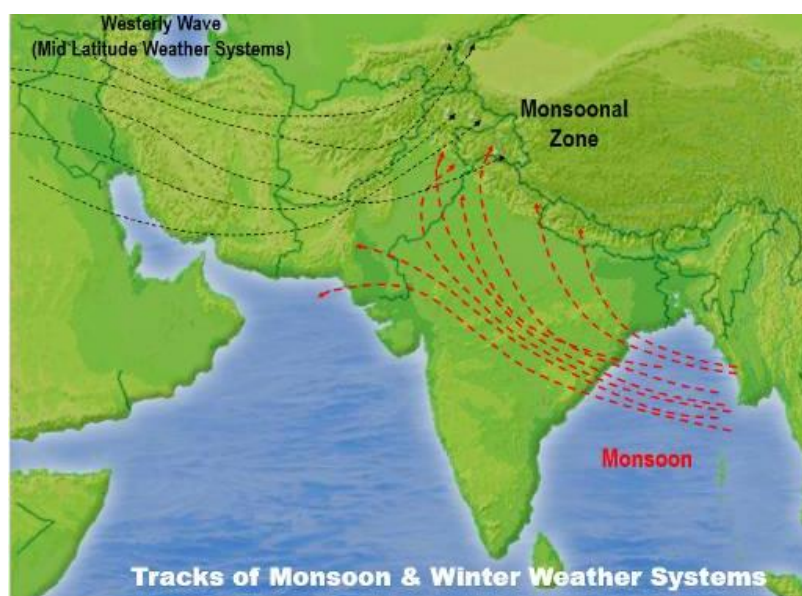 Westerly Wave
(Mid Latitude Weather Systems)
Monsoonal
Zone
Monsoon
Tracks of Monsoon & Winter Weather Systems